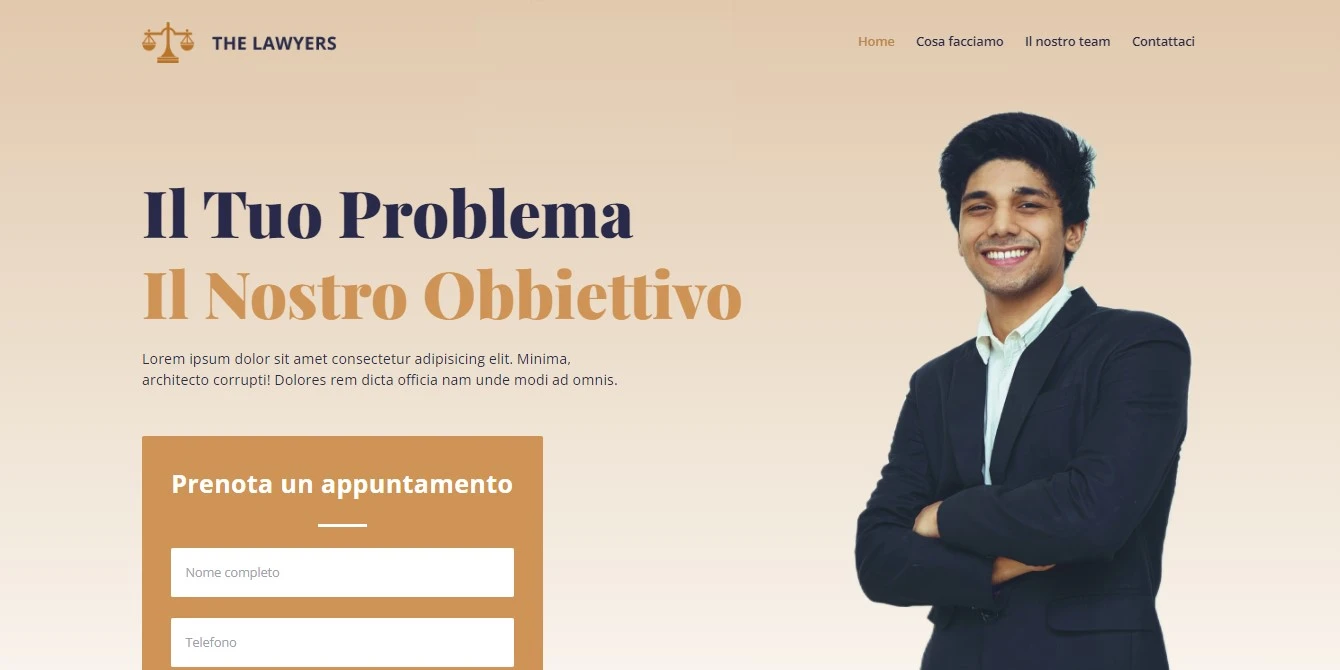 THE LAWYERS
Home Cosa facciamo Il nostro team Contattaci
Il Tuo Problema
Il Nostro Obbiettivo
Lorem ipsum dolor sit amet consectetur adipisicing elit. Minima,
architecto corrupti! Dolores rem dicta officia nam unde modi ad omnis.
Prenota un appuntamento
Nome completo
Telefono